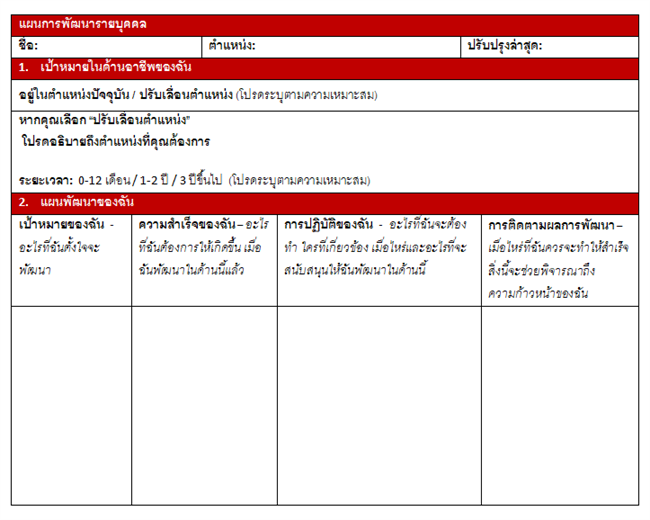 แผนการพัฒนารายบุคคล
ชื่อ: ตำแหน่ง: ปรับปรุงล่าสุด:
1. เป้าหมายในด้านอาชีพของฉัน
อยู่ในตำแหน่งปัจจุบัน / ปรับเลื่อนตำแหน่ง (โปรดระบุตามความเหมาะสม)
หากคุณเลือก “ปรับเลื่อนตำแหน่ง”
โปรดอธิบายถึงตำแหน่งที่คุณต้องการ
ระยะเวลา: 0-12 เดือน / 1-2 ปี / 3 ปีขึ้นไป (โปรดระบุตามความเหมาะสม)
2. แผนพัฒนาของฉัน
เป้าหมายของฉัน -
อะไรที่ฉันตั้งใจจะ
พัฒนา
ความสำเร็จของฉัน – อะไร
ที่ฉันต้องการให้เกิดขึ้น เมื่อ
ฉันพัฒนาในด้านนี้แล้ว
การปฏิบัติของฉัน - อะไรที่ฉันจะต้อง
ทำ ใครที่เกี่ยวข้อง เมื่อไหร่และอะไรที่จะ
สนับสนุนให้ฉันพัฒนาในด้านนี้
การติดตามผลการพัฒนา –
เมื่อไหร่ที่ฉันควรจะทำให้สำเร็จ
สิ่งนี้จะช่วยพิจารณาถึง
ความก้าวหน้าของฉัน